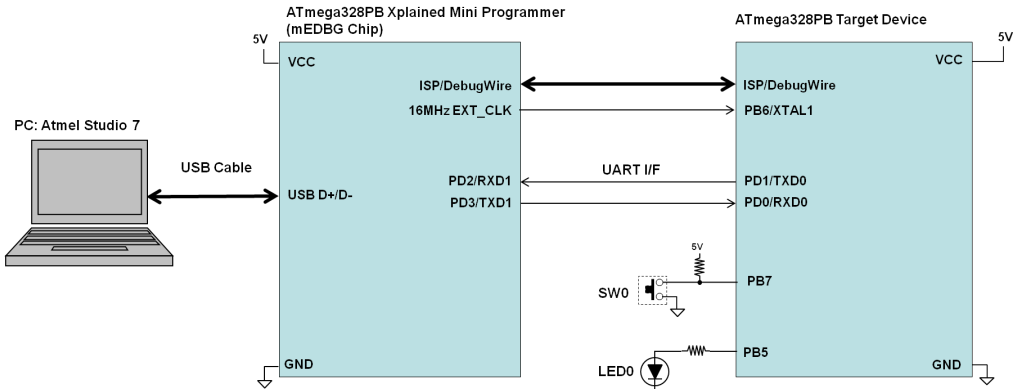 ATmega328PB Xplained Mini Programmer
(mEDBG Chip)
ATmega328PB Target Device
5V
VCC
5V
VCC
ISP/DebugWire
ISP/DebugWire
16MHz EXT_CLK
PB6/XTAL1
PC: Atmel Studio 7
USB Cable
USB D+/D-
UART I/F
PD2/RXD1
PD1/TXD0
PD3/TXD1
PD0/RXD0
5V
SW0
PB7
PB5
LED0
GND
GND